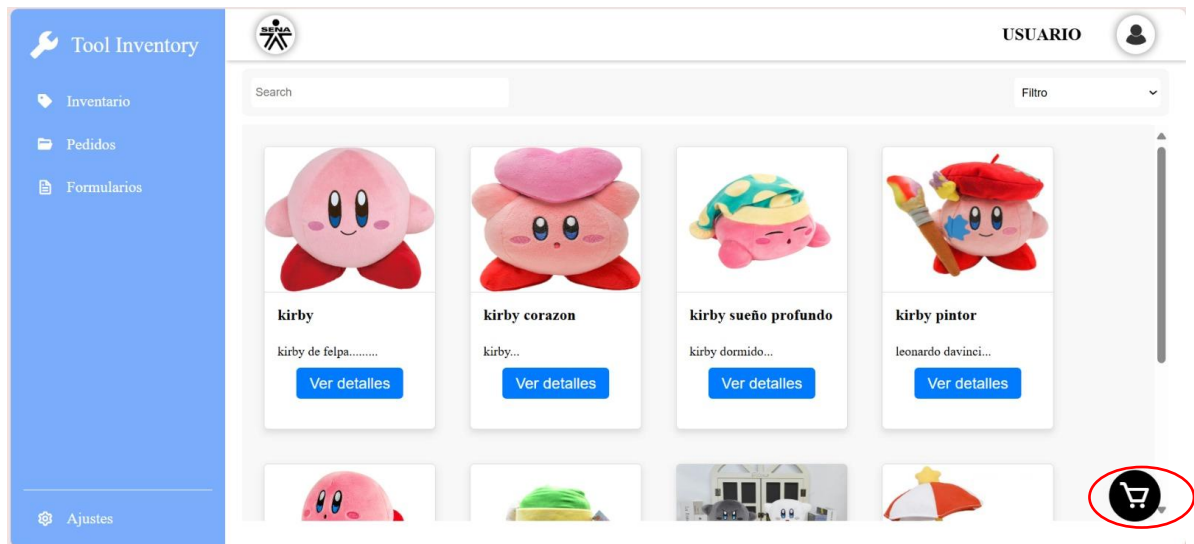 Tool Inventory
SENA
USUARIO
Inventario
Pedidos
Formularios
Ajustes
Search
Filtro
kirby
kirby de felpa.........
Ver detalles
kirby corazon
kirby...
Ver detalles
kirby sueño profundo
kirby dormido...
Ver detalles
kirby pintor
leonardo davinci...
Ver detalles